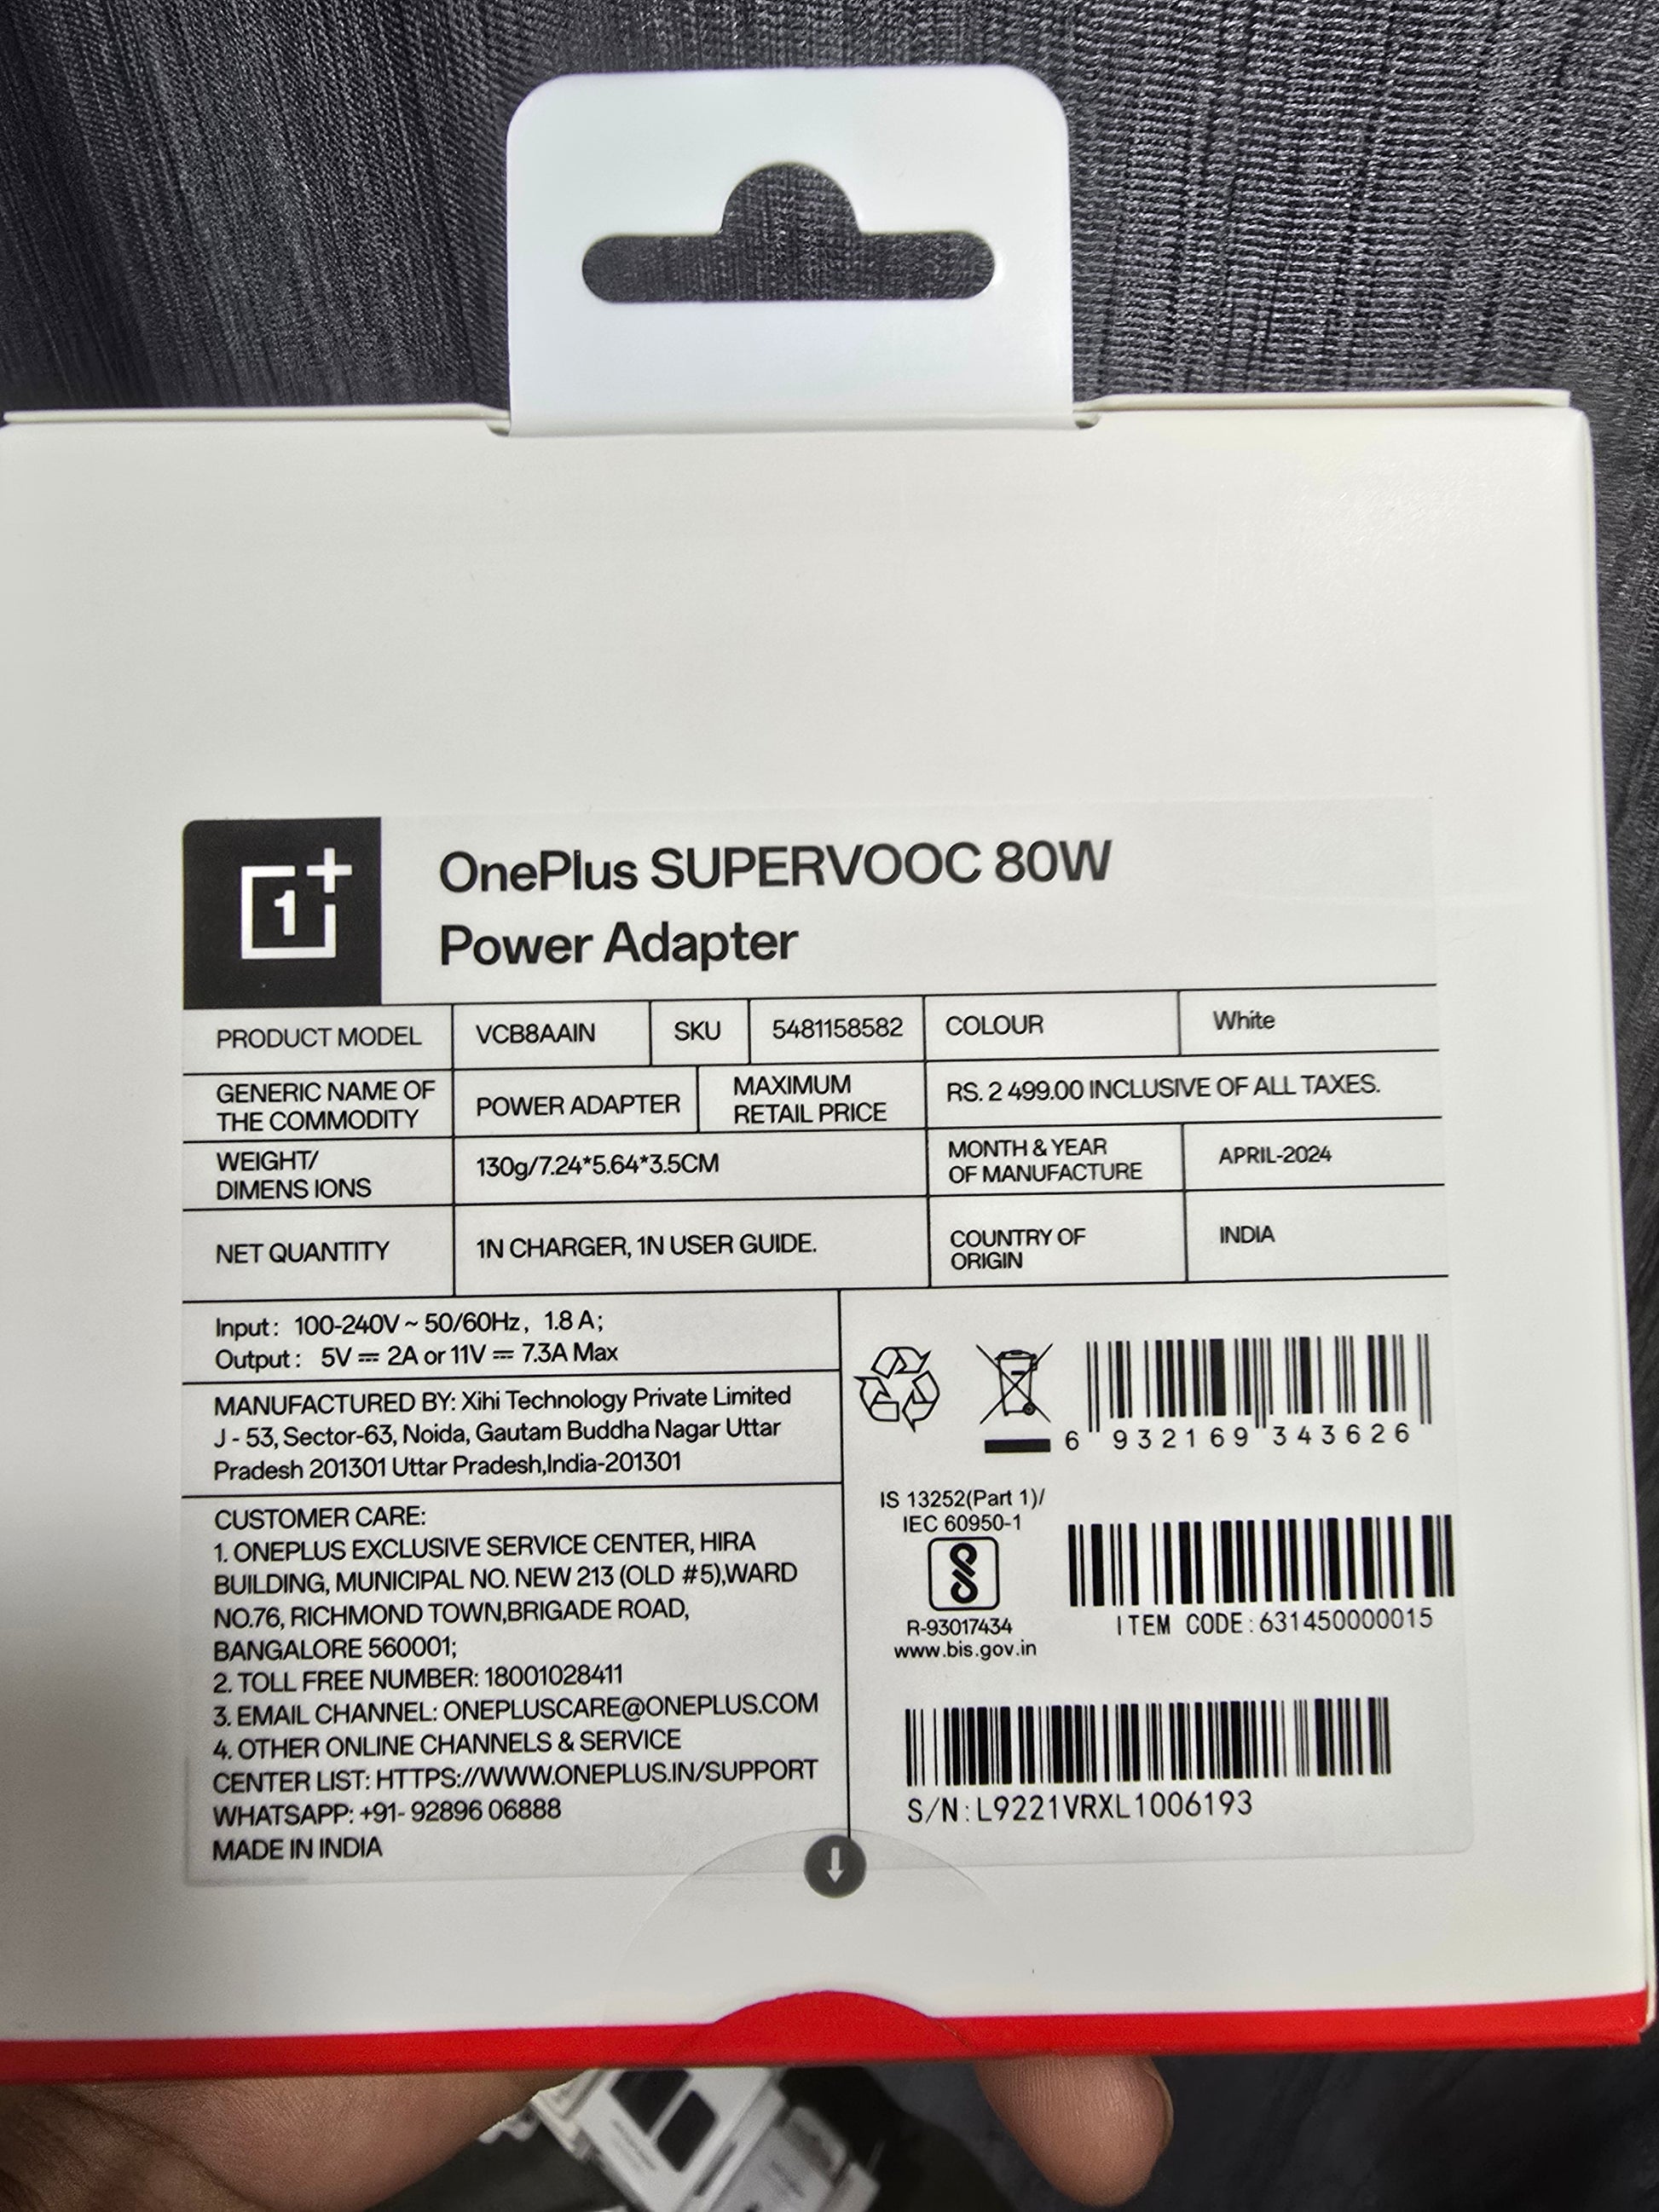 1+
OnePlus SUPERVOOC 80W
Power Adapter
PRODUCT MODEL VCB8AAIN SKU 5481158582 COLOUR White
GENERIC NAME OF
THE COMMODITY
POWER ADAPTER
MAXIMUM
RETAIL PRICE
RS. 2 499.00 INCLUSIVE OF ALL TAXES.
WEIGHT/
DIMENS IONS
130g/7.24*5.64*3.5CM
MONTH & YEAR
OF MANUFACTURE
APRIL-2024
NET QUANTITY
1N CHARGER, 1N USER GUIDE.
COUNTRY OF
ORIGIN
INDIA
Input: 100-240V ~ 50/60Hz, 1.8 A;
Output: 5V ⎓ 2A or 11V ⎓ 7.3A Max
MANUFACTURED BY: Xihi Technology Private Limited
J - 53, Sector-63, Noida, Gautam Buddha Nagar Uttar
Pradesh 201301 Uttar Pradesh,India-201301
CUSTOMER CARE:
1. ONEPLUS EXCLUSIVE SERVICE CENTER, HIRA
BUILDING, MUNICIPAL NO. NEW 213 (OLD #5),WARD
NO.76, RICHMOND TOWN,BRIGADE ROAD,
BANGALORE 560001;
2. TOLL FREE NUMBER: 18001028411
3. EMAIL CHANNEL: ONEPLUSCARE@ONEPLUS.COM
4. OTHER ONLINE CHANNELS & SERVICE
CENTER LIST: HTTPS://WWW.ONEPLUS.IN/SUPPORT
WHATSAPP: +91- 92896 06888
MADE IN INDIA
6 932169 343626
IS 13252(Part 1)/
IEC 60950-1
R-93017434
www.bis.gov.in
ITEM CODE:631450000015
S/N:L9221VRXL1006193